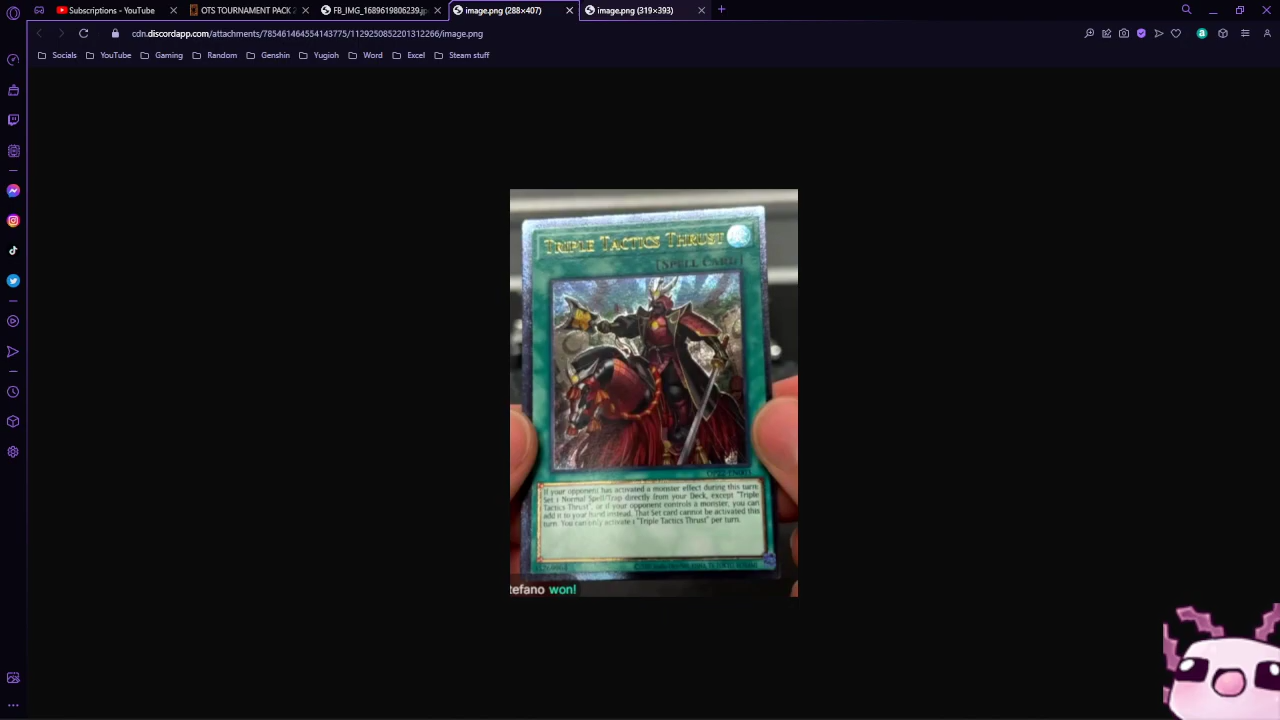 Subscriptions - YouTube
OTS TOURNAMENT PACK 2
FB_IMG_1689619806239.jp
image.png (288×407)
image.png (319×393)
cdn.discordapp.com/attachments/785461464554143775/1129250852201312266/image.png
Socials
YouTube
Gaming
Random
Genshin
Yugioh
Word
Excel
Steam stuff
TRIPLE TACTICS THRUST
[SPELL CARD]
If your opponent has activated a monster effect during this turn:
Set 1 Normal Spell/Trap directly from your Deck, except "Triple
Tactics Thrust", or if your opponent controls a monster, you can
add it to your hand instead. That Set card cannot be activated this
turn. You can only activate 1 "Triple Tactics Thrust" per turn.
tefano won!